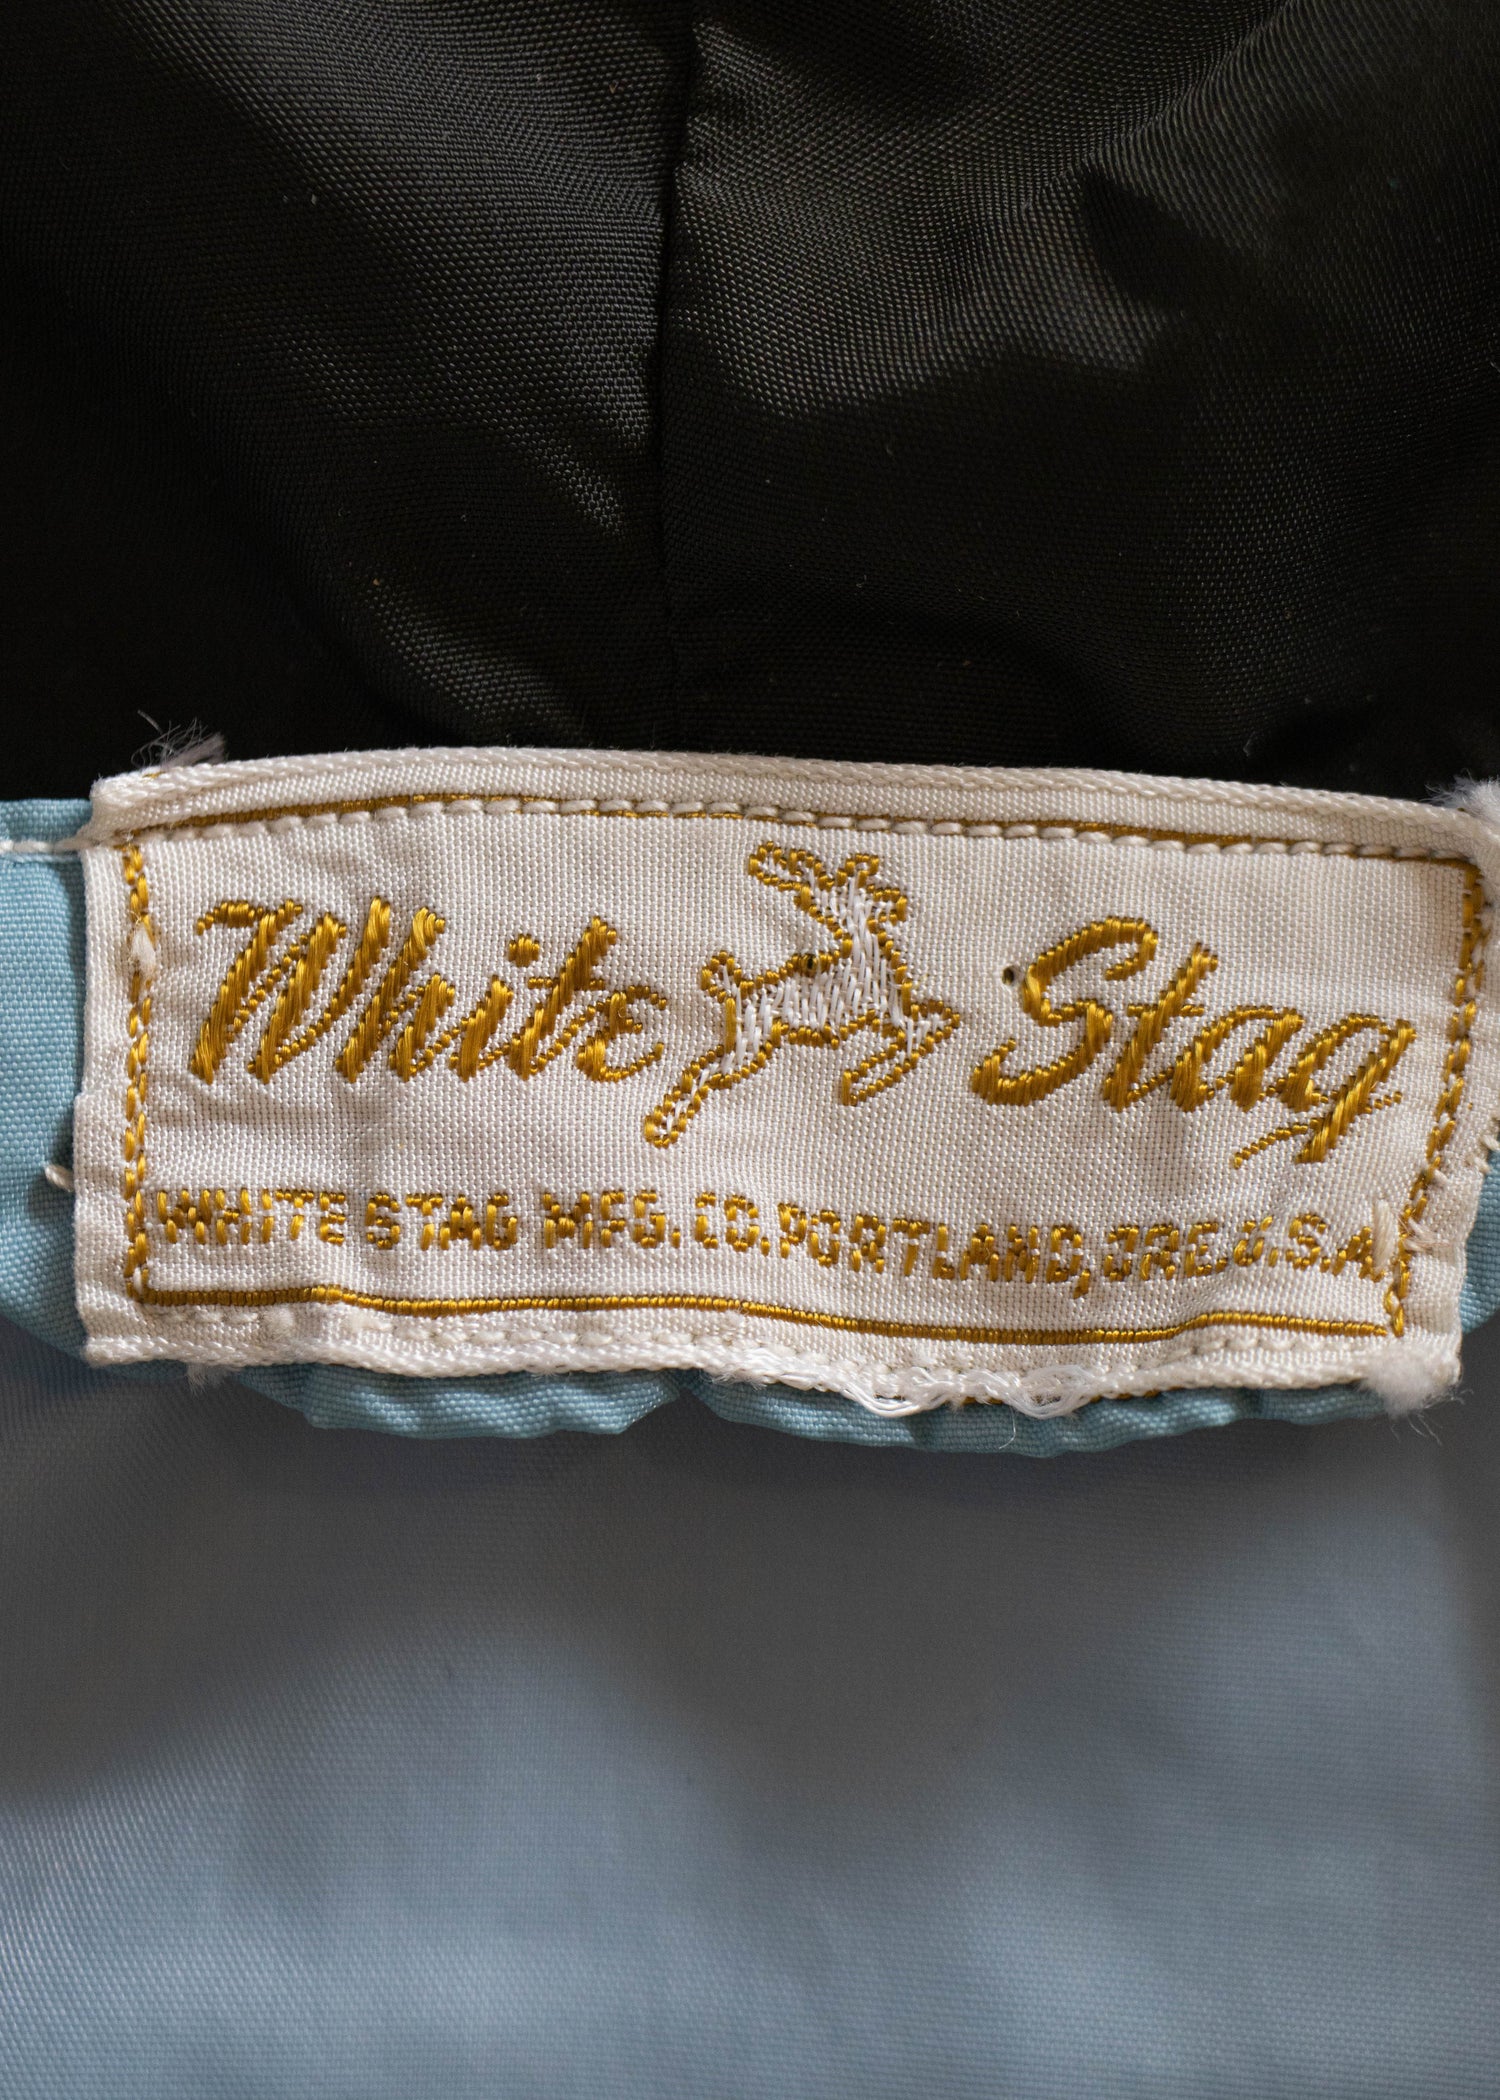 White Stag
WHITE STAG MFG. CO. PORTLAND, ORE. U.S.A.